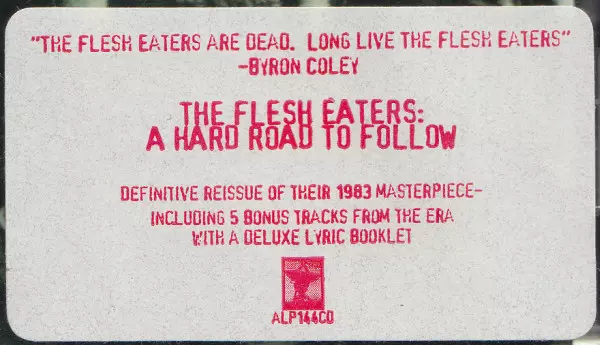 "THE FLESH EATERS ARE DEAD. LONG LIVE THE FLESH EATERS"
-BYRON COLEY
THE FLESH EATERS:
A HARD ROAD TO FOLLOW
DEFINITIVE REISSUE OF THEIR 1983 MASTERPIECE-
INCLUDING 5 BONUS TRACKS FROM THE ERA
WITH A DELUXE LYRIC BOOKLET
ALP144CD